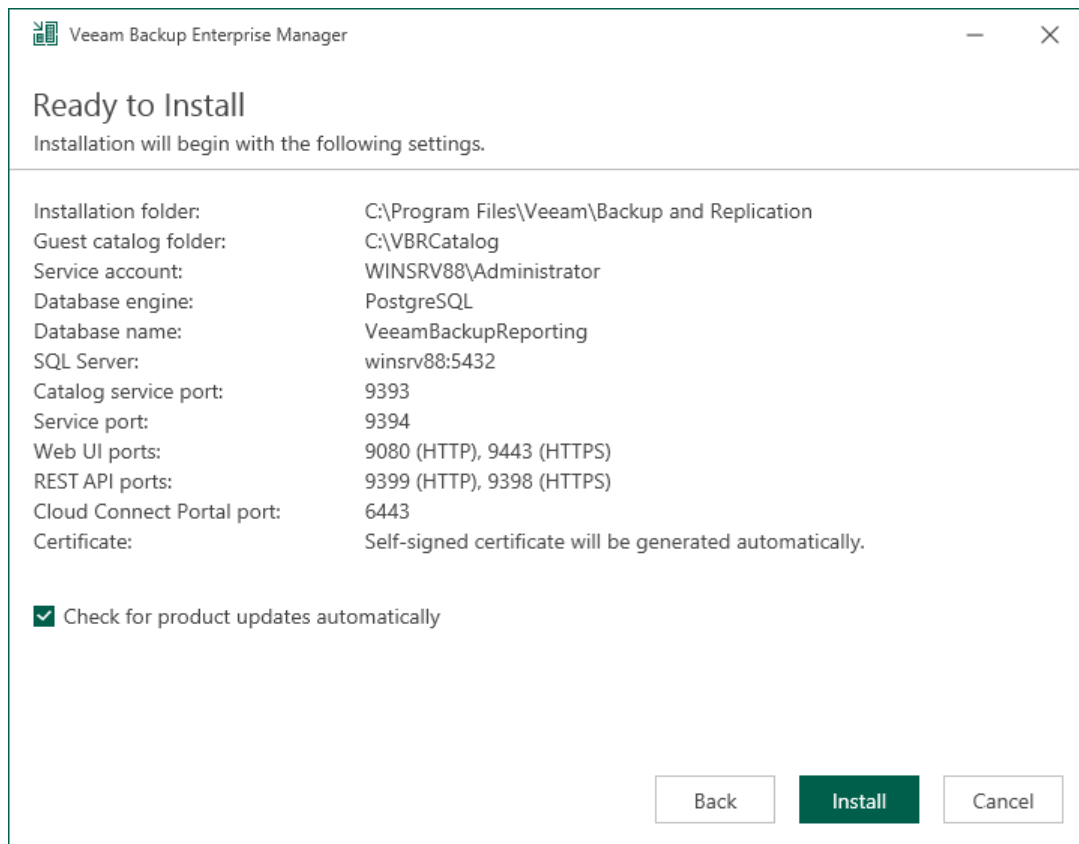 Veeam Backup Enterprise Manager
Ready to Install
Installation will begin with the following settings.
Installation folder: C:\Program Files\Veeam\Backup and Replication
Guest catalog folder: C:\VBRCatalog
Service account: WINSRV88\Administrator
Database engine: PostgreSQL
Database name: VeeamBackupReporting
SQL Server: winsrv88:5432
Catalog service port: 9393
Service port: 9394
Web UI ports: 9080 (HTTP), 9443 (HTTPS)
REST API ports: 9399 (HTTP), 9398 (HTTPS)
Cloud Connect Portal port: 6443
Certificate: Self-signed certificate will be generated automatically.
Check for product updates automatically
Back Install Cancel